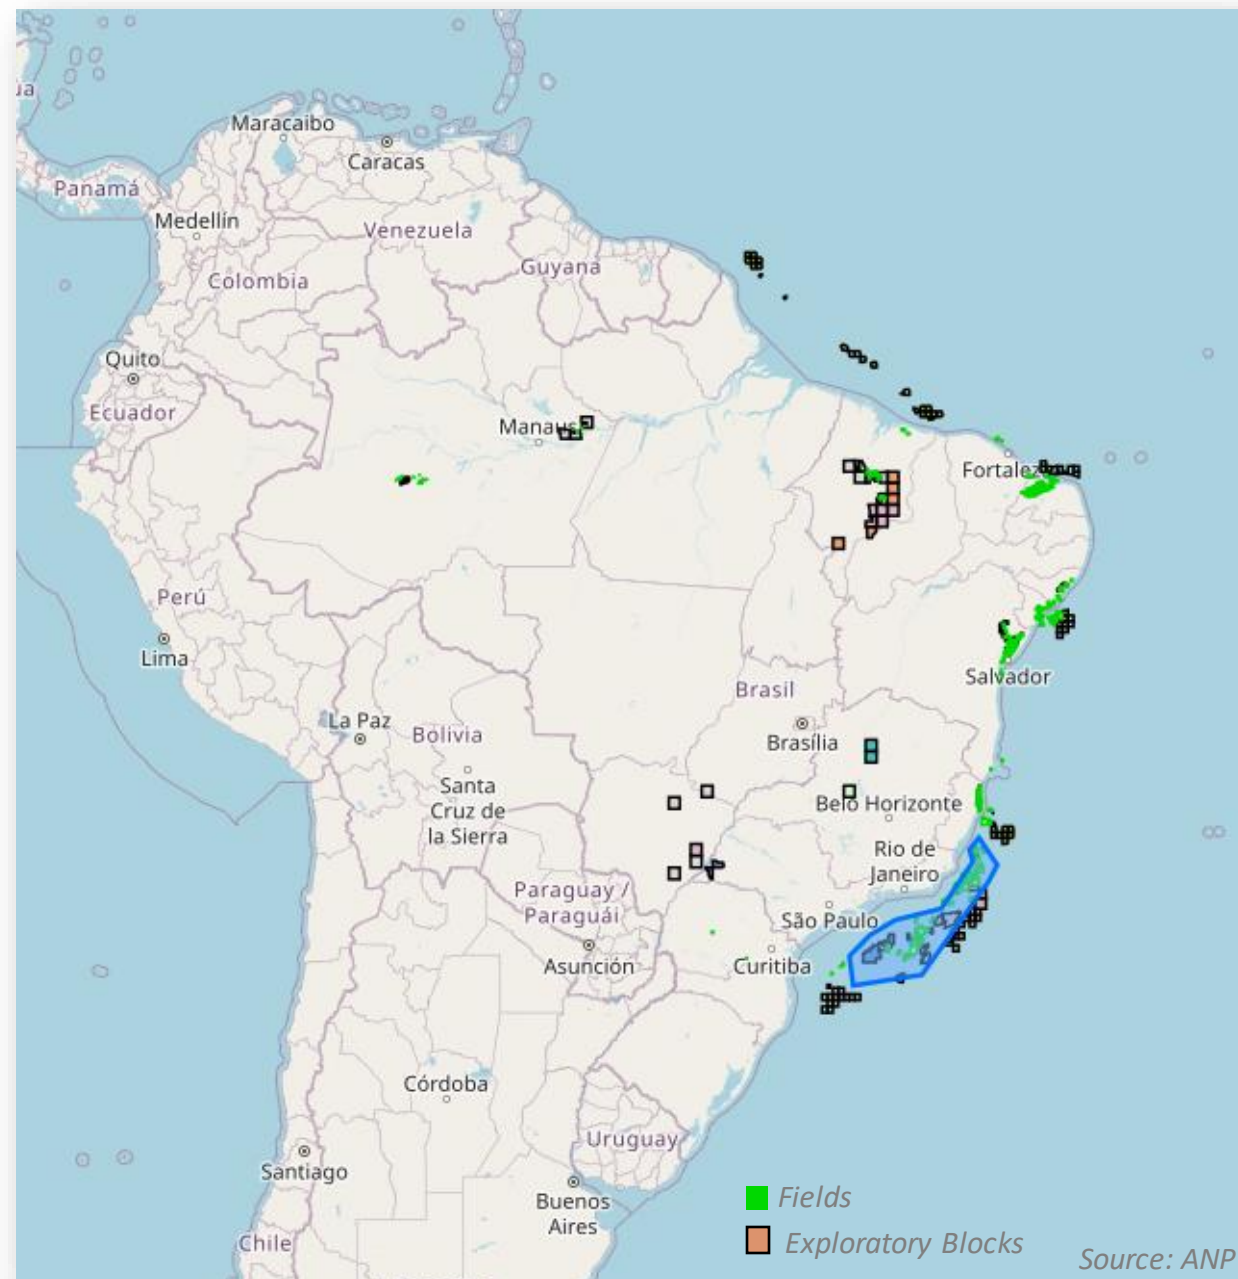 ua
Maracaibo
Caracas
Panamá
Medellín
Venezuela
Guyana
Colombia
Quito
Ecuador
Manaus
Fortalez
Perú
Lima
Salvador
Brasil
La Paz
Bolivia
Brasília
Santa
Cruz de
la Sierra
Belo Horizonte
Rio de
Janeiro
Paraguay /
Paraguái
São Paulo
Asunción
Curitiba
Córdoba
Uruguay
Santiago
Buenos
Aires
Chile
Fields
Exploratory Blocks
Source: ANP